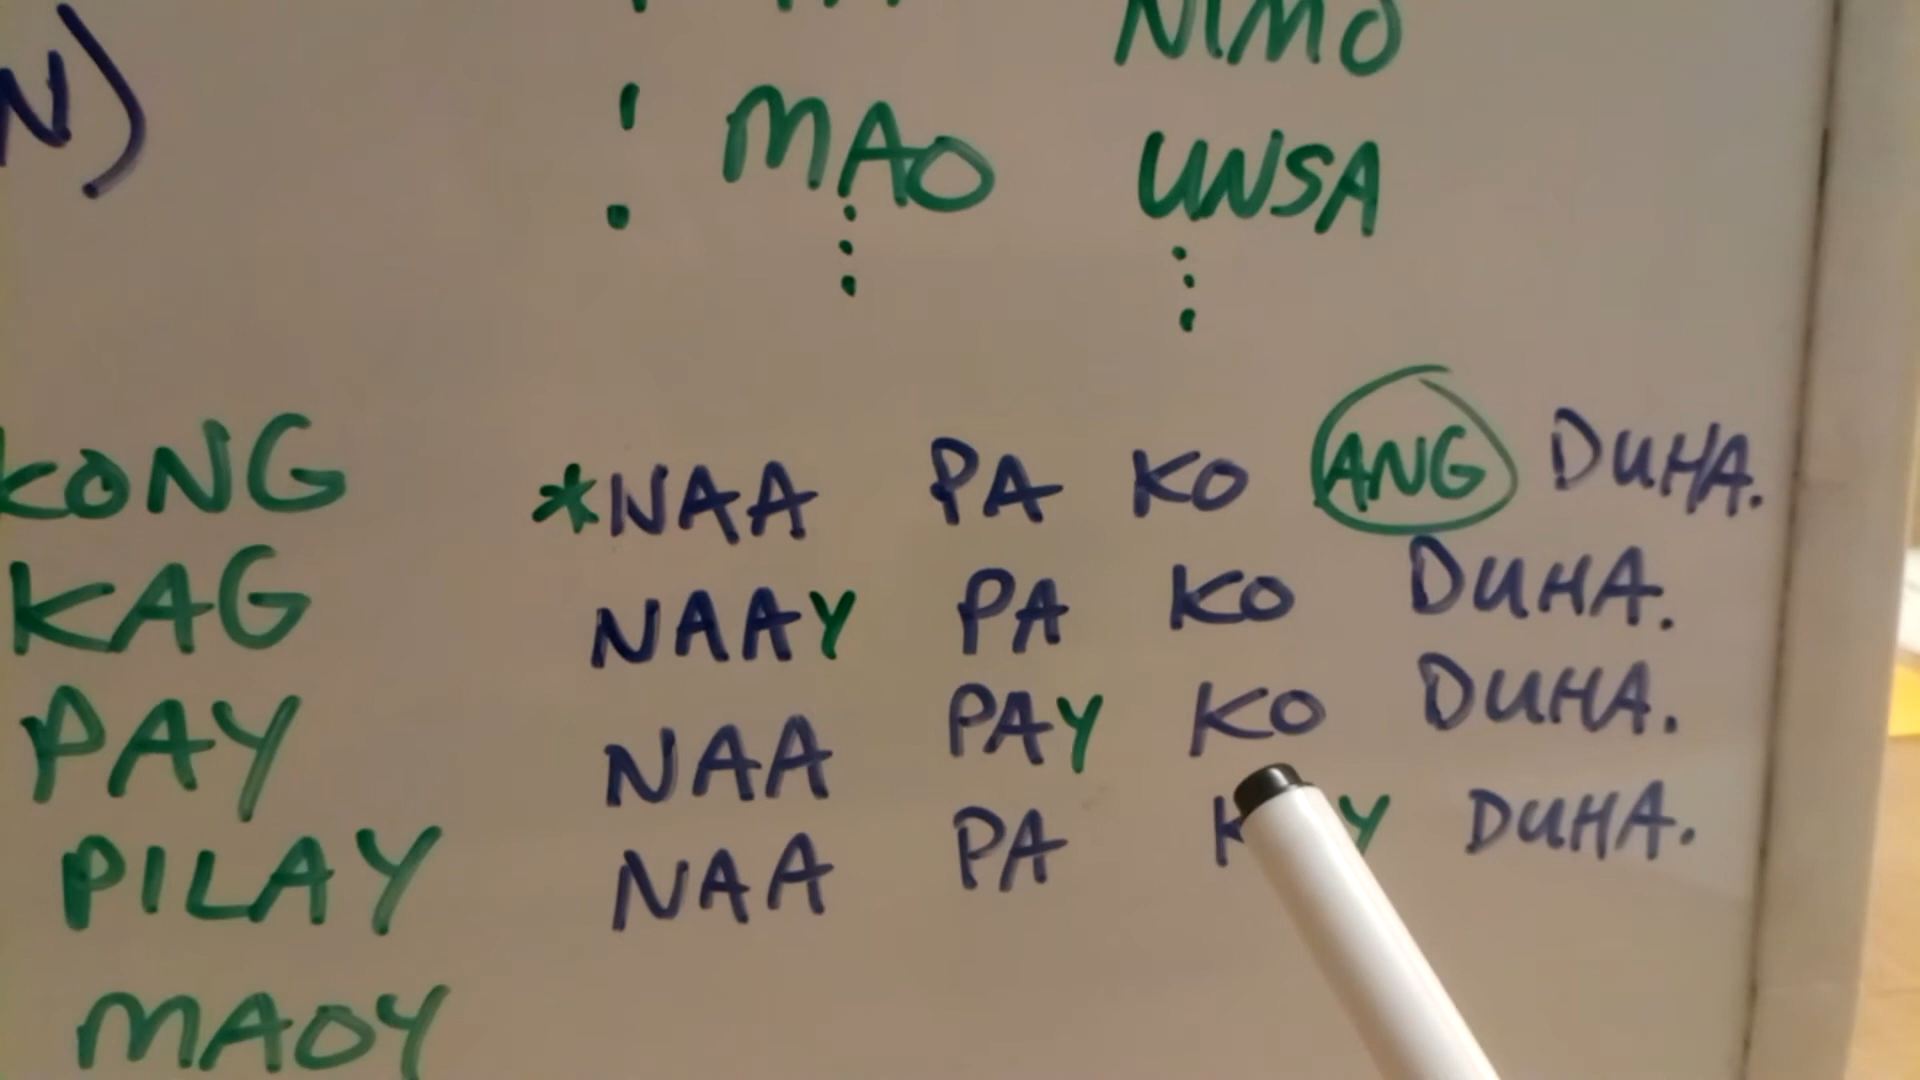 N)
NIMO
MAO UNSA
KONG
*NAA PA KO ANG DUHA.
KAG
NAAY PA KO DUHA.
PAY
NAA PAY KO DUHA.
PILAY
NAA PA DUHA.
MAOY